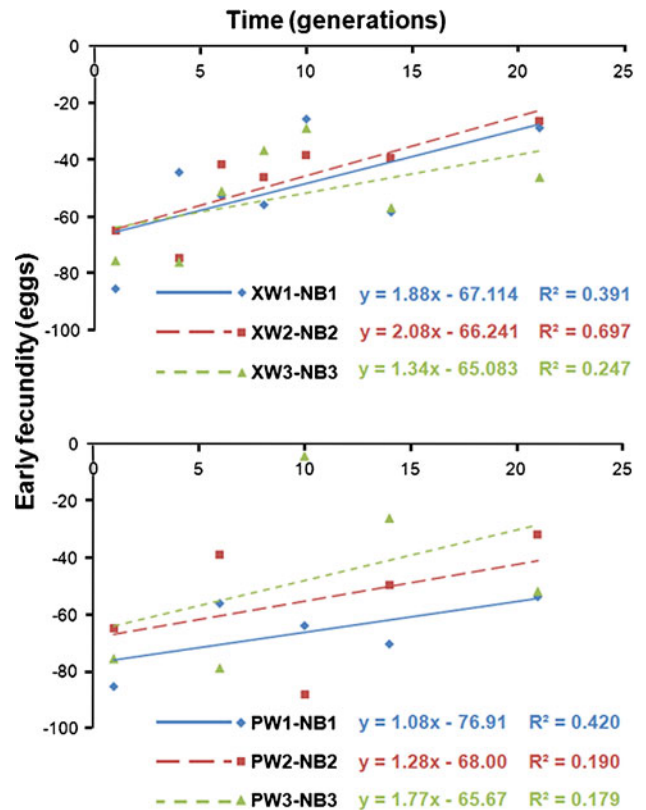 Time (generations)
0 5 10 15 20 25
0
-20
-40
-60
-80
-100
Early fecundity (eggs)
XW1-NB1 y = 1.88x - 67.114 R² = 0.391
XW2-NB2 y = 2.08x - 66.241 R² = 0.697
XW3-NB3 y = 1.34x - 65.083 R² = 0.247
0 5 10 15 20 25
0
-20
-40
-60
-80
-100
PW1-NB1 y = 1.08x - 76.91 R² = 0.420
PW2-NB2 y = 1.28x - 68.00 R² = 0.190
PW3-NB3 y = 1.77x - 65.67 R² = 0.179